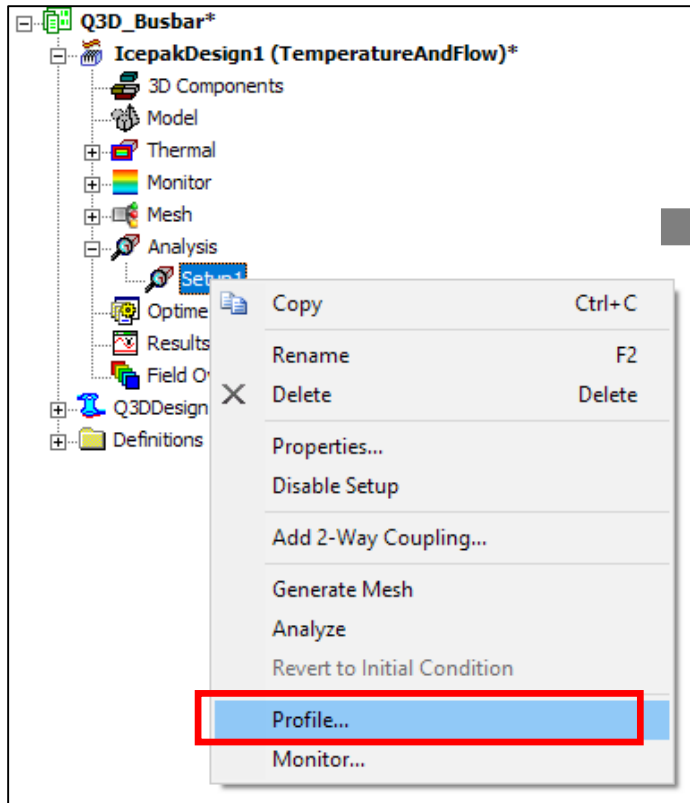 Q3D_Busbar*
IcepakDesign1 (TemperatureAndFlow)*
3D Components
Model
Thermal
Monitor
Mesh
Analysis
Setup1
Optime
Results
Field O
Q3DDesign
Definitions
Copy Ctrl+C
Rename F2
Delete Delete
Properties...
Disable Setup
Add 2-Way Coupling...
Generate Mesh
Analyze
Revert to Initial Condition
Profile...
Monitor...